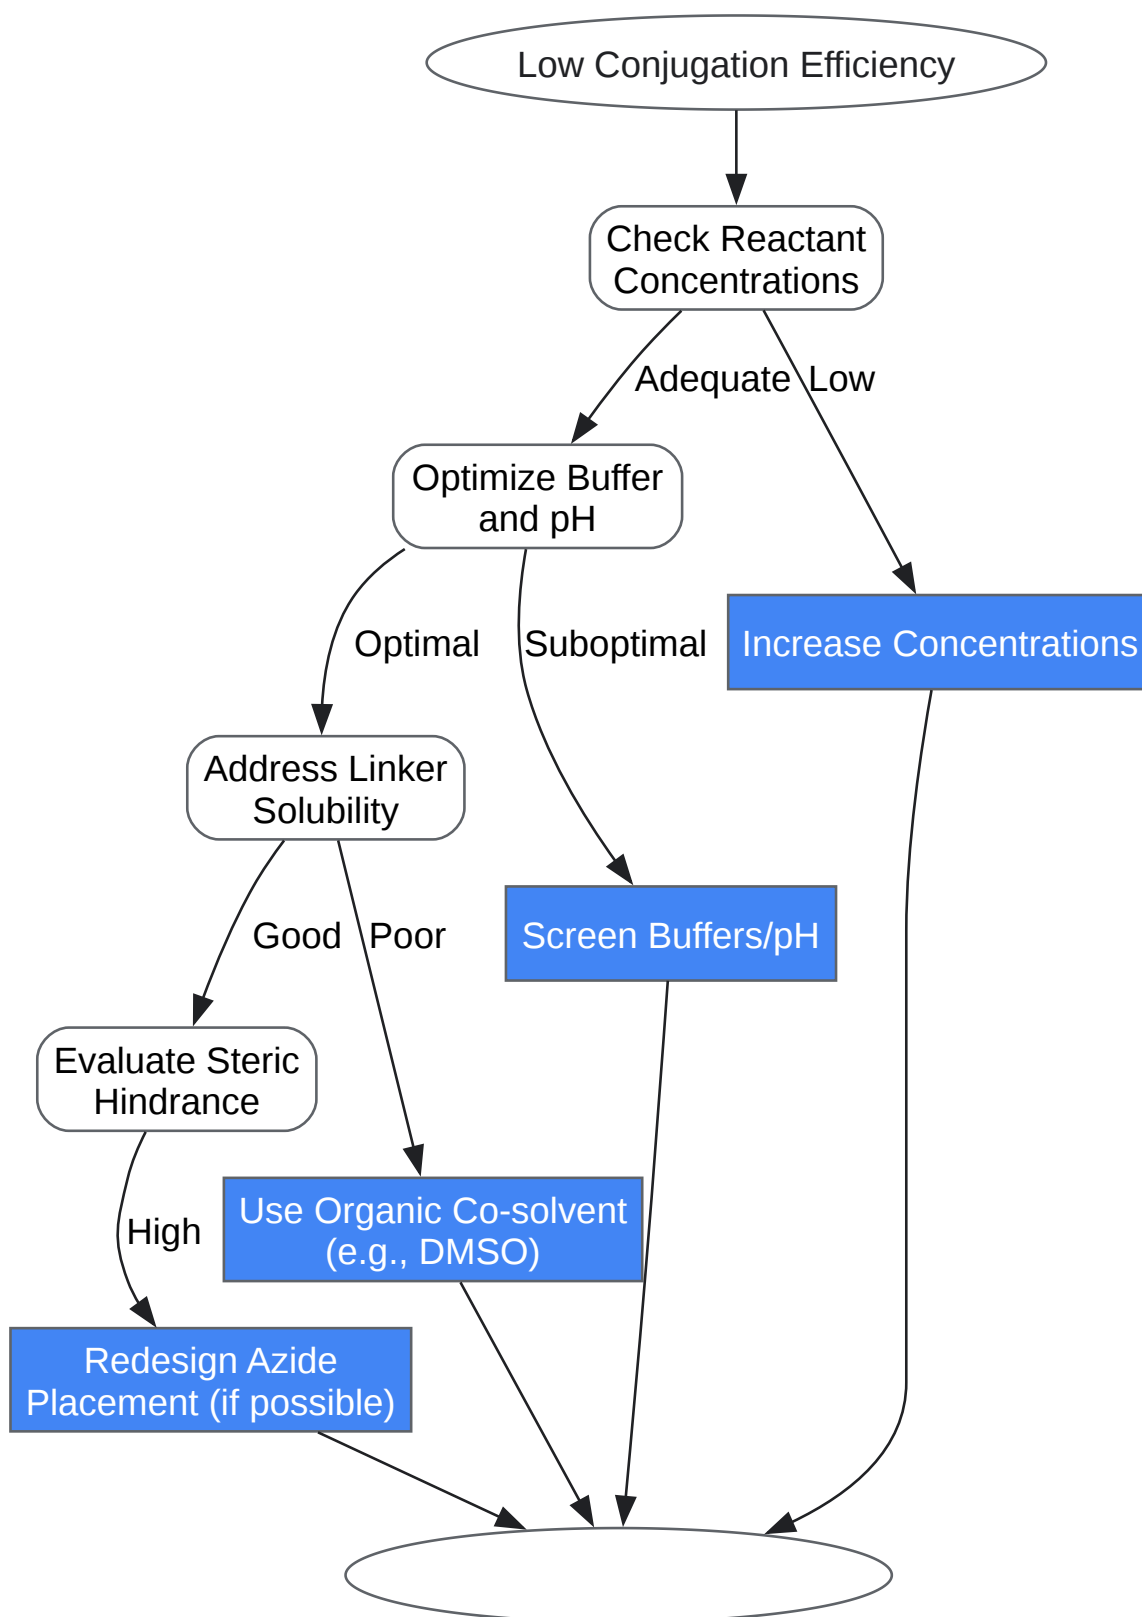 Low Conjugation Efficiency
Check Reactant
Concentrations
Adequate
Low
Optimize Buffer
and pH
Optimal
Suboptimal
Increase Concentrations
Address Linker
Solubility
Good
Poor
Screen Buffers/pH
Evaluate Steric
Hindrance
High
Use Organic Co-solvent
(e.g., DMSO)
Redesign Azide
Placement (if possible)